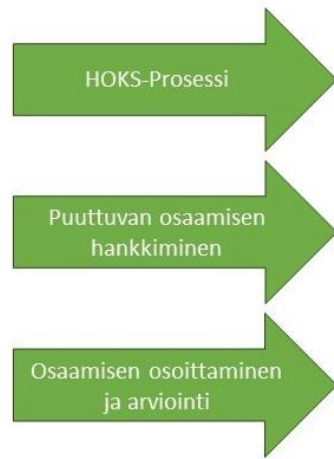 HOKS-Prosessi
Puuttuvan osaamisen
hankkiminen
Osaamisen osoittaminen
ja arviointi